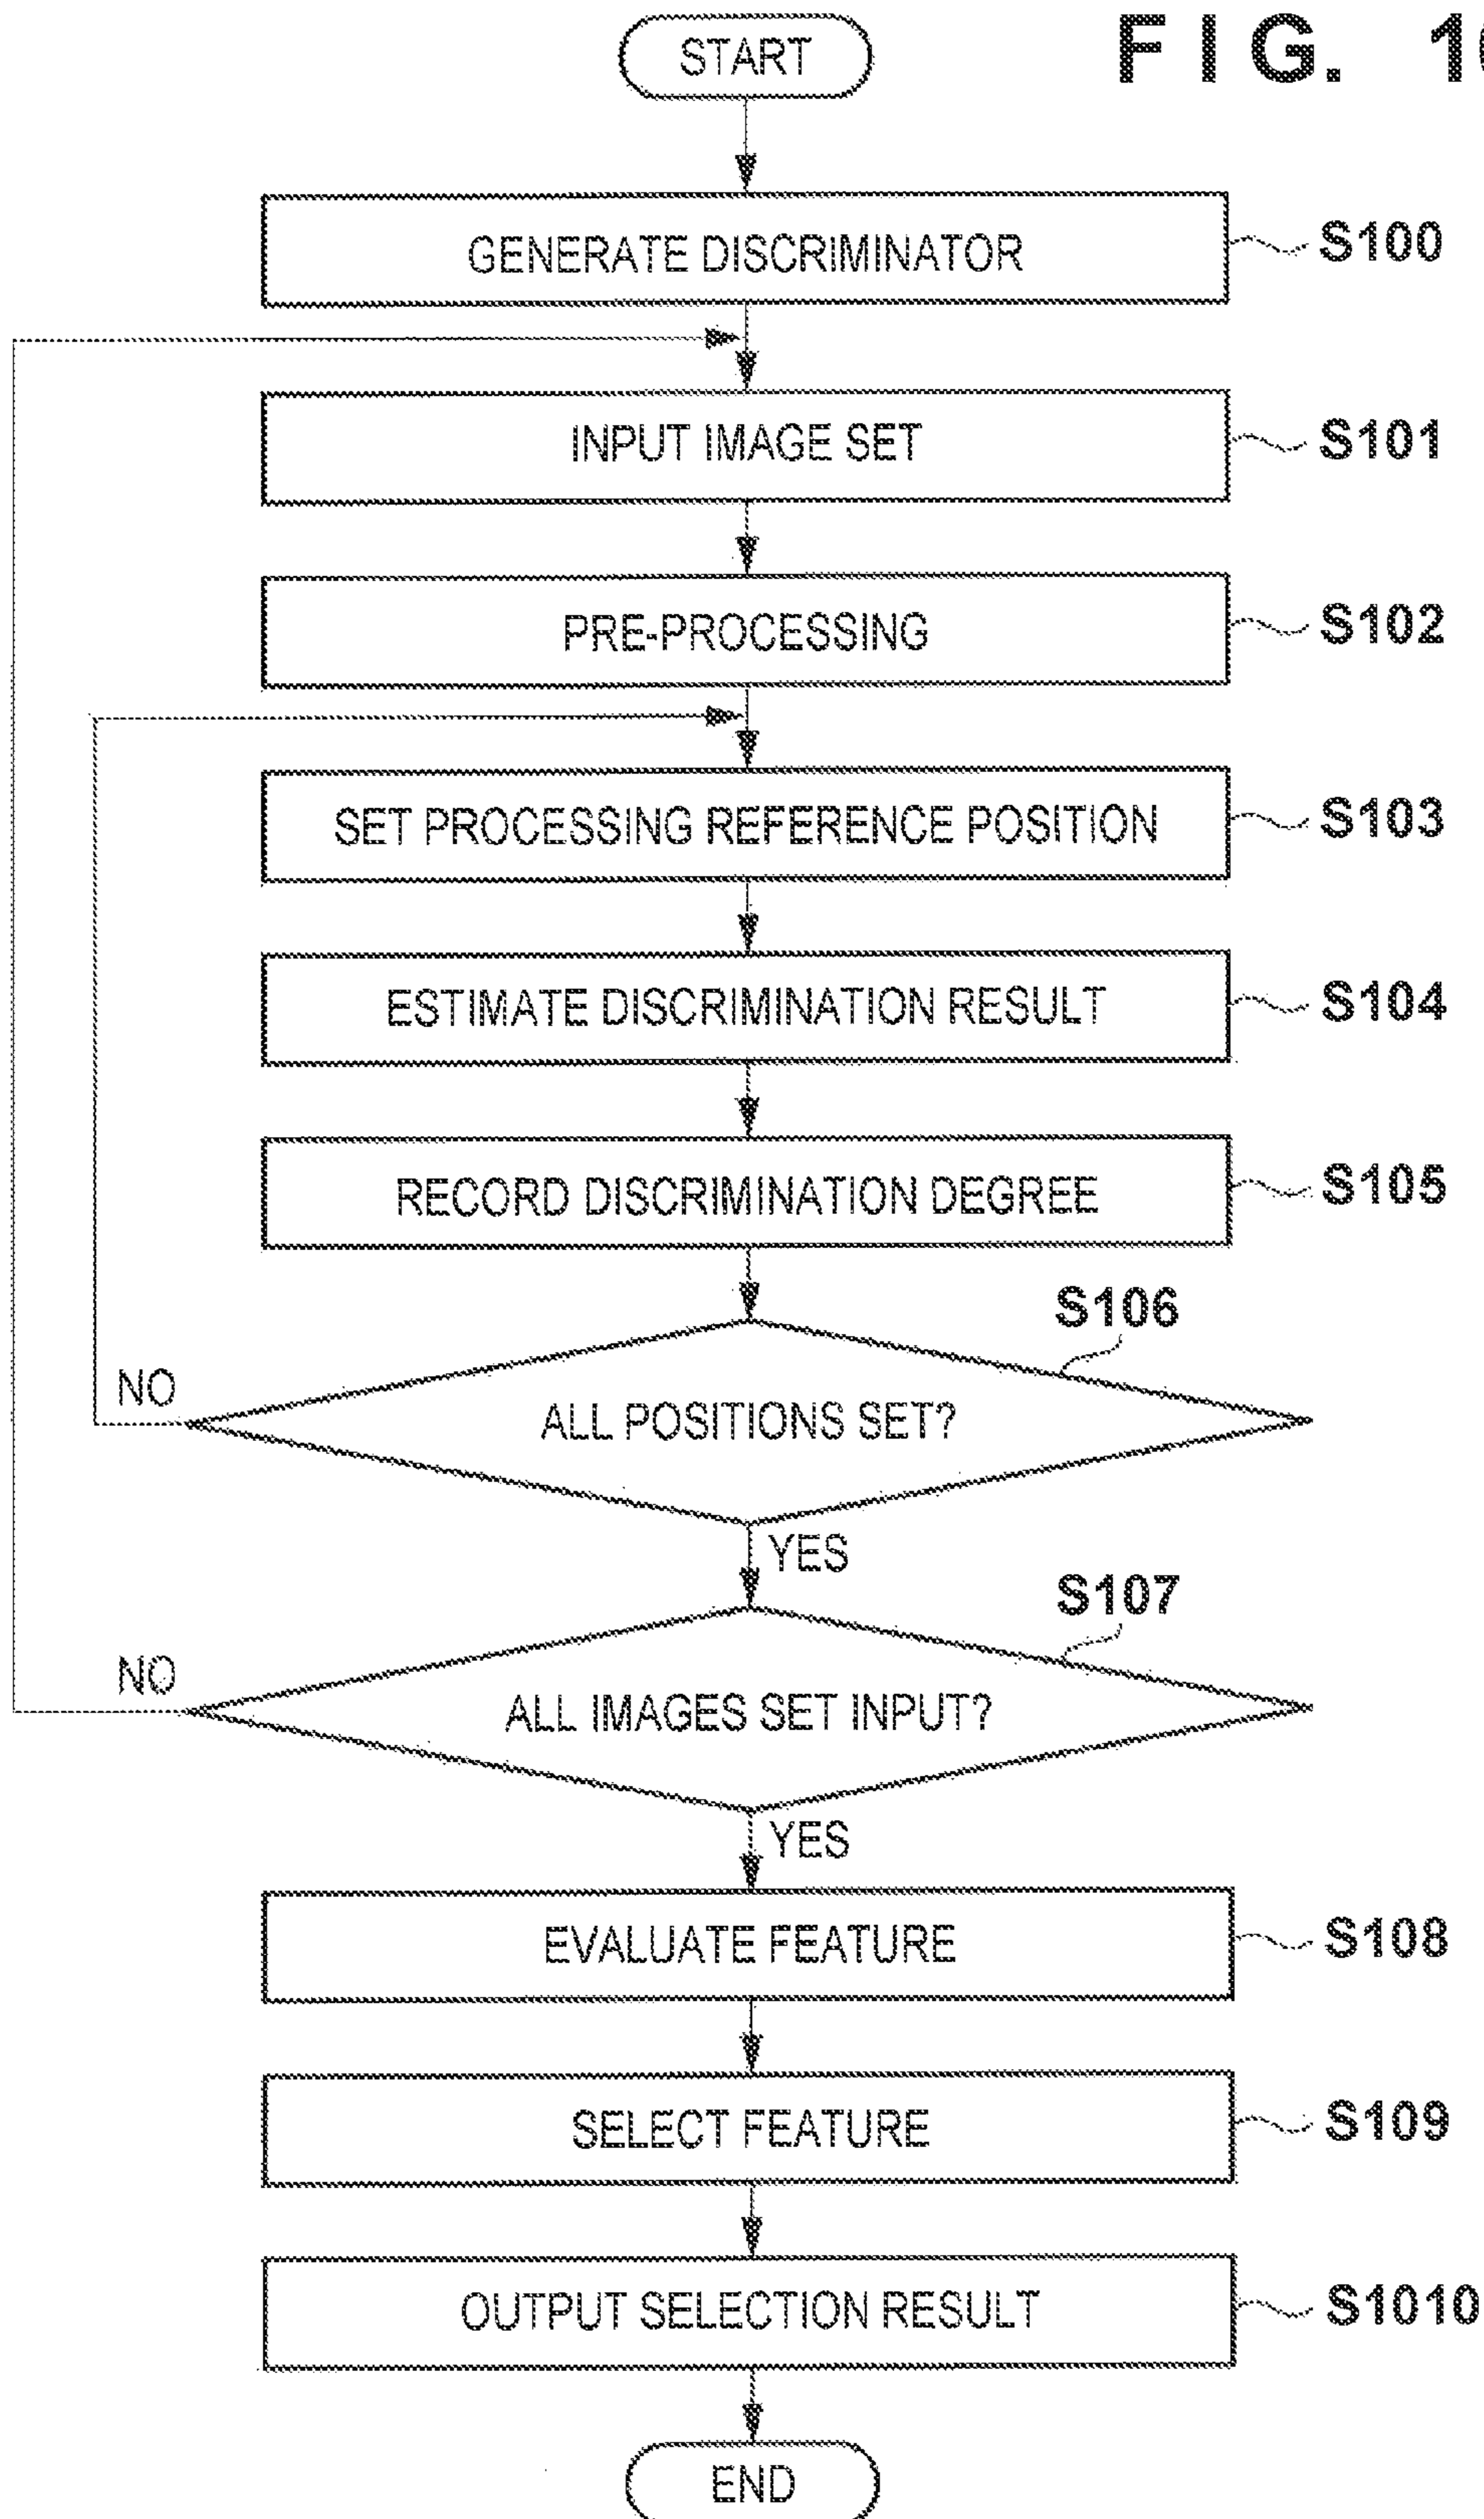 START
FIG. 10
GENERATE DISCRIMINATOR
S100
INPUT IMAGE SET
S101
PRE-PROCESSING
S102
SET PROCESSING REFERENCE POSITION
S103
ESTIMATE DISCRIMINATION RESULT
S104
RECORD DISCRIMINATION DEGREE
S105
S106
NO
ALL POSITIONS SET?
YES
S107
NO
ALL IMAGES SET INPUT?
YES
EVALUATE FEATURE
S108
SELECT FEATURE
S109
OUTPUT SELECTION RESULT
S1010
END